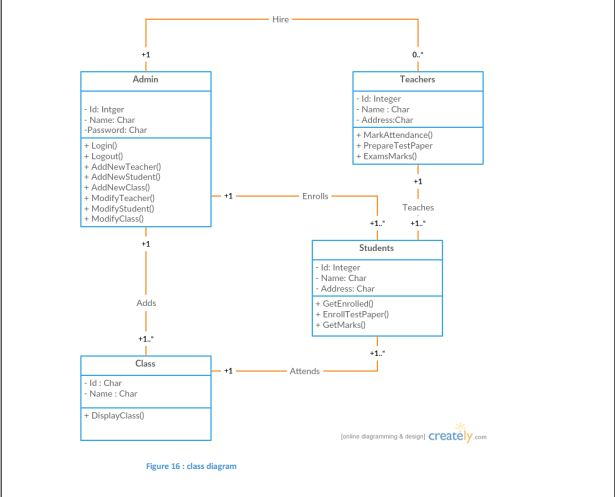 Hire
+1
0..*
Admin
- Id: Intger
- Name: Char
-Password: Char
+ Login()
+ Logout()
+ AddNewTeacher()
+ AddNewStudent()
+ AddNewClass()
+ ModifyTeacher()
+ ModifyStudent()
+ ModifyClass()
Teachers
- Id: Integer
- Name : Char
- Address:Char
+ MarkAttendance()
+ PrepareTestPaper
+ ExamsMarks()
+1
Enrolls
+1..*
+1
Teaches
+1..*
Students
- Id: Integer
- Name: Char
- Address: Char
+ GetEnrolled()
+ EnrollTestPaper()
+ GetMarks()
+1
Adds
+1..*
Class
- Id : Char
- Name : Char
+ DisplayClass()
+1
Attends
+1..*
[online diagramming & design] creately.com
Figure 16 : class diagram